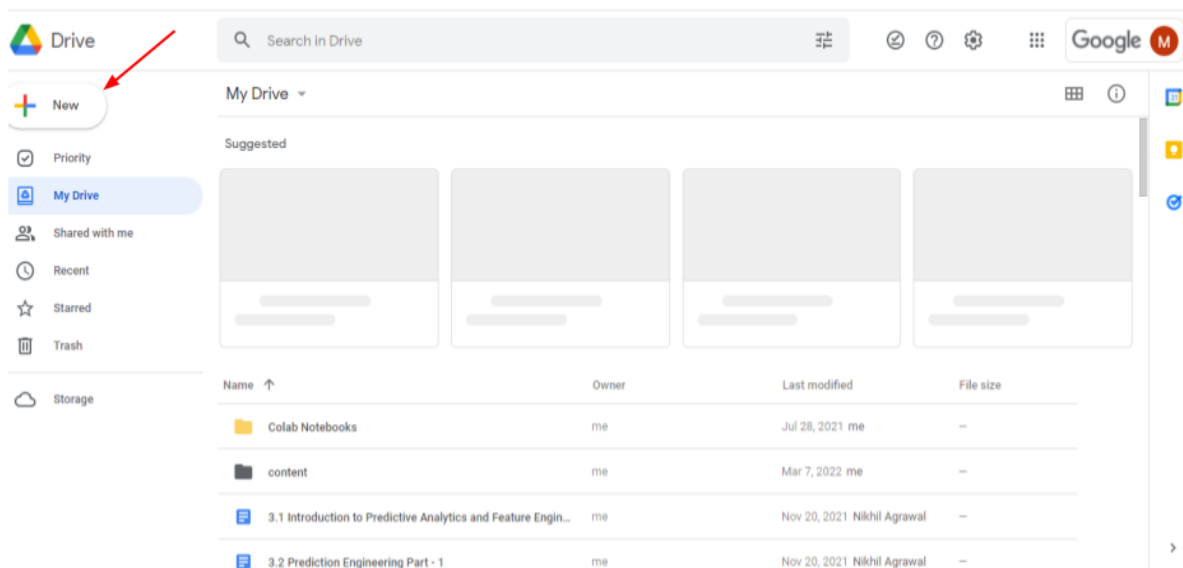 Drive
Search in Drive
Google M
New
My Drive
Suggested
Priority
My Drive
Shared with me
Recent
Starred
Trash
Storage
Name Owner Last modified File size
Colab Notebooks me Jul 28, 2021 me –
content me Mar 7, 2022 me –
3.1 Introduction to Predictive Analytics and Feature Engin... me Nov 20, 2021 Nikhil Agrawal –
3.2 Prediction Engineering Part - 1 me Nov 20, 2021 Nikhil Agrawal –